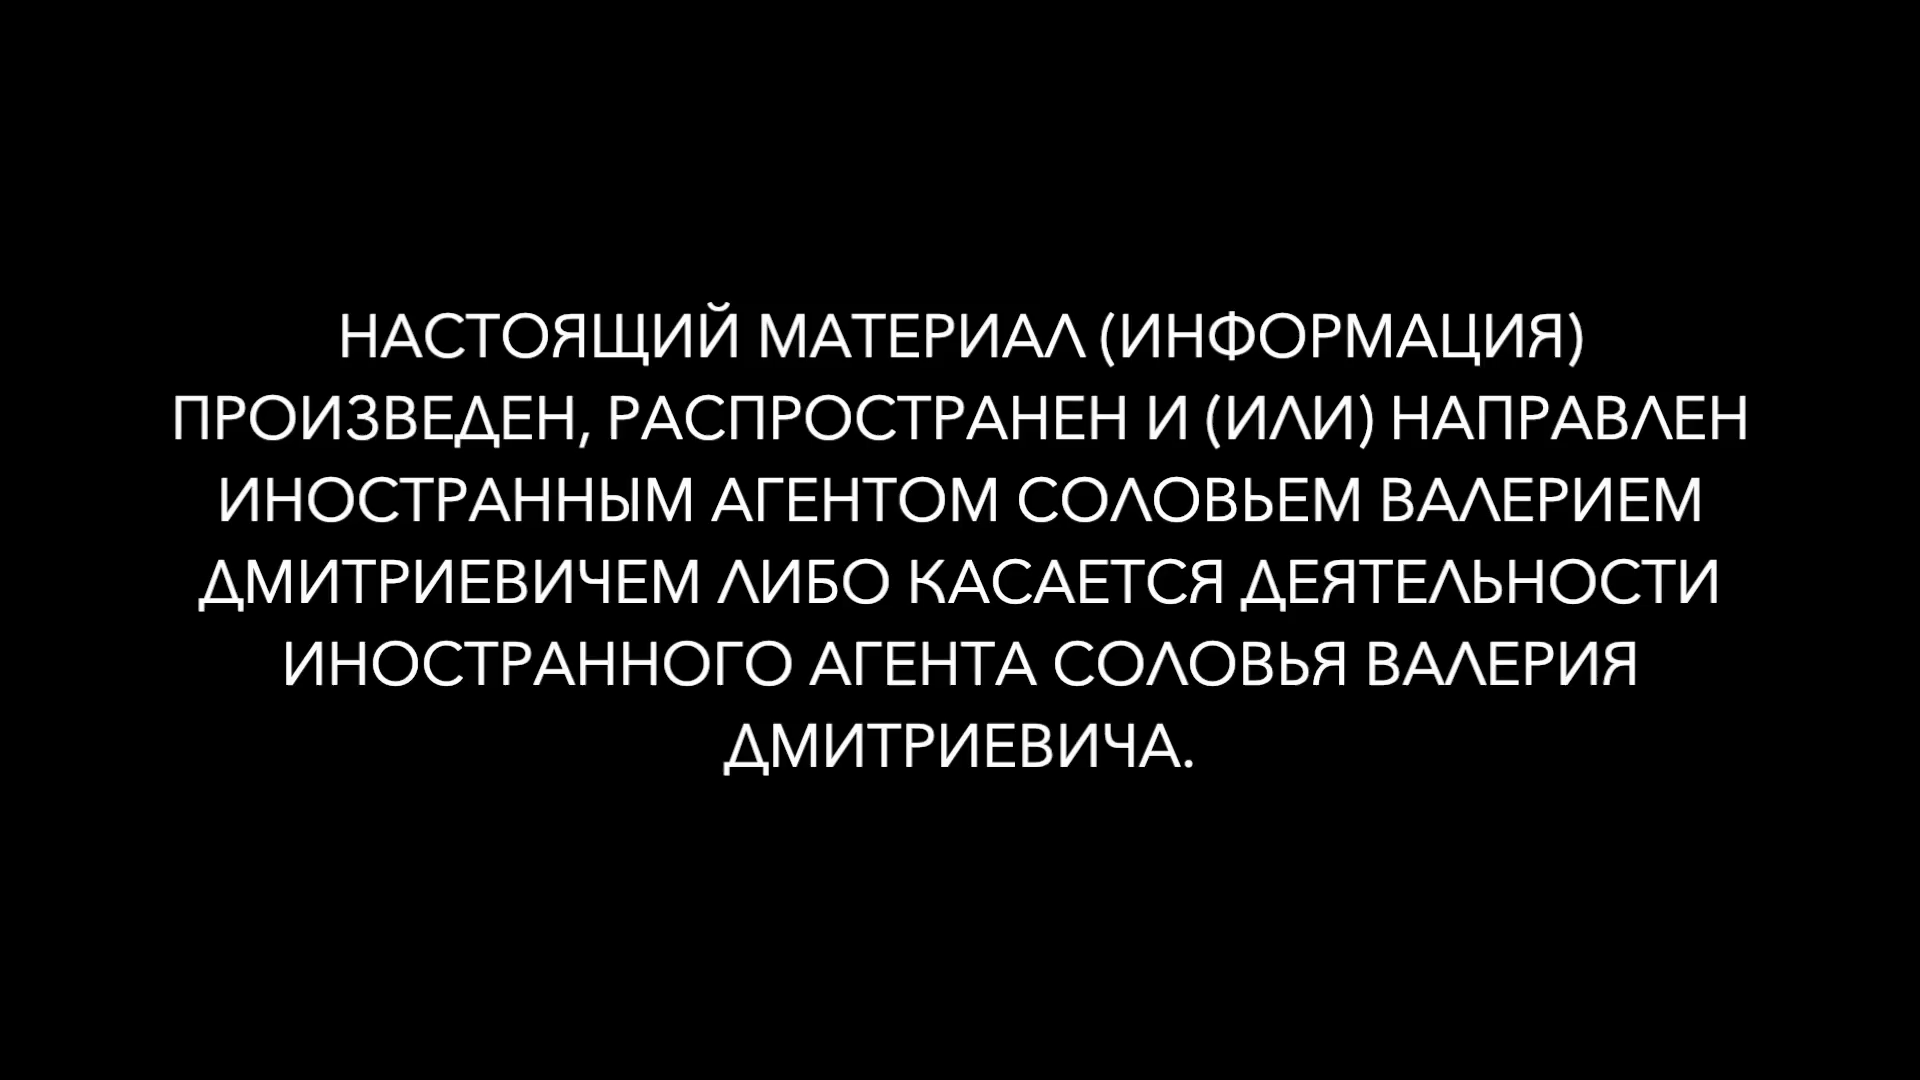 НАСТОЯЩИЙ МАТЕРИАЛ (ИНФОРМАЦИЯ)
ПРОИЗВЕДЕН, РАСПРОСТРАНЕН И (ИЛИ) НАПРАВЛЕН
ИНОСТРАННЫМ АГЕНТОМ СОЛОВЬЕМ ВАЛЕРИЕМ
ДМИТРИЕВИЧЕМ ЛИБО КАСАЕТСЯ ДЕЯТЕЛЬНОСТИ
ИНОСТРАННОГО АГЕНТА СОЛОВЬЯ ВАЛЕРИЯ
ДМИТРИЕВИЧА.